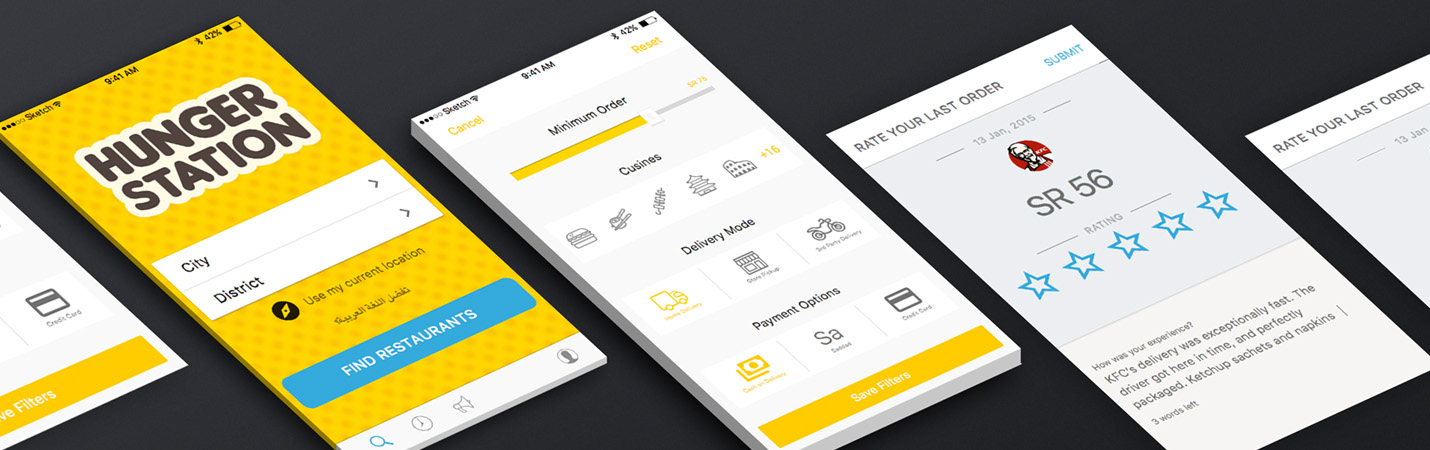 Credit Card
ve Filters
Sketch
9:41 AM
42%
HUNGER
STATION
City
District
Use my current location
تفضل اللغة العربية؟
FIND RESTAURANTS
Sketch
9:41 AM
42%
Cancel
Reset
Minimum Order
SR 75
Cusines
+16
Delivery Mode
Home Delivery
Store Pickup
3rd Party Delivery
Payment Options
Cash on Delivery
Sa
Saddad
Credit Card
Save Filters
RATE YOUR LAST ORDER
SUBMIT
13 Jan, 2015
KFC
SR 56
RATING
How was your experience?
KFC's delivery was exceptionally fast. The
driver got here in time, and perfectly
packaged. Ketchup sachets and napkins
3 words left
RATE YOUR LAST ORDER
13 Jan